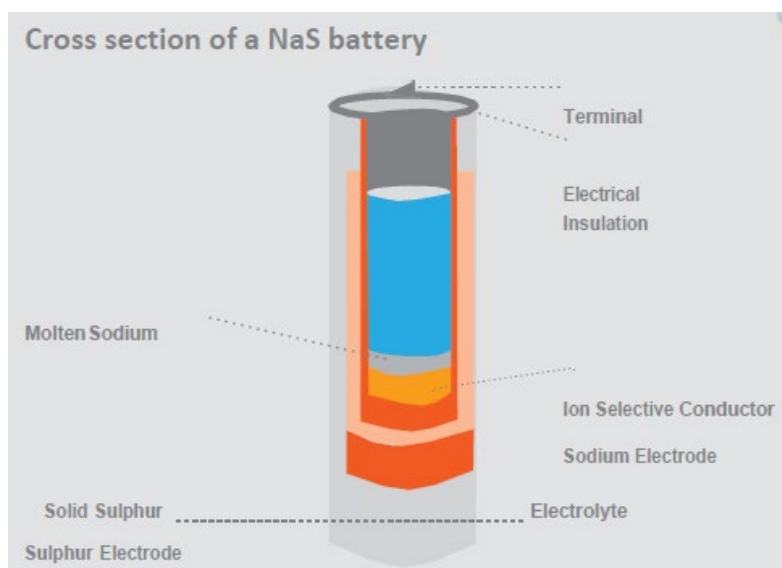 Cross section of a NaS battery
Terminal
Electrical
Insulation
Molten Sodium
Ion Selective Conductor
Sodium Electrode
Solid Sulphur
Electrolyte
Sulphur Electrode